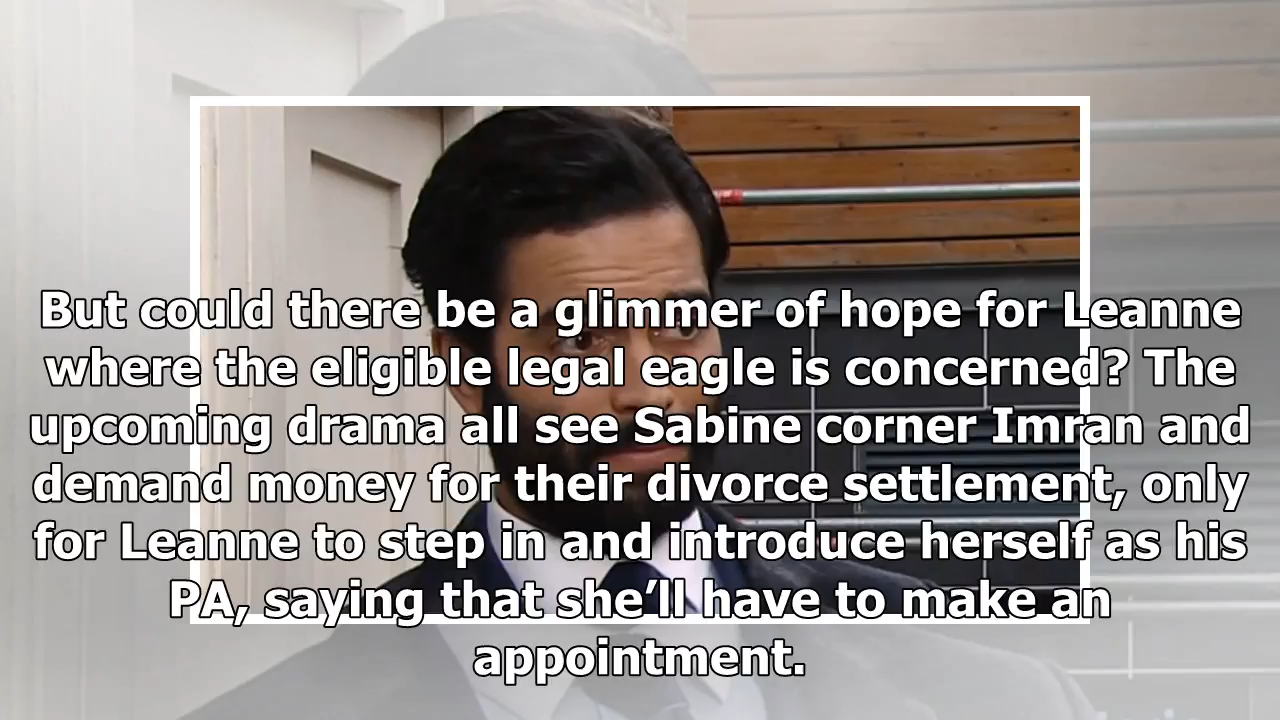 But could there be a glimmer of hope for Leanne
where the eligible legal eagle is concerned? The
upcoming drama all see Sabine corner Imran and
demand money for their divorce settlement, only
for Leanne to step in and introduce herself as his
PA, saying that she’ll have to make an
appointment.